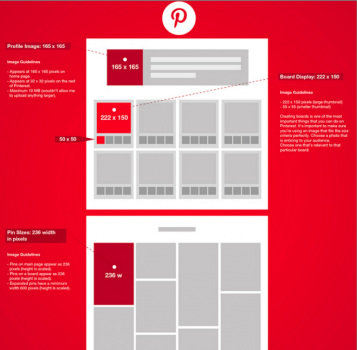 Profile Image: 165 x 165
Image Guidelines
- Appears at 165 x 165 pixels on
home page.
- Appears at 35 x 35 pixels on the rest
of Pinterest.
- Maximum 10 MB (couldn't allow me
to upload anything larger).
165 x 165
Board Display: 222 x 150
Image Guidelines
- 222 x 150 pixels (large thumbnail)
- 55 x 55 (smaller thumbnail)
Creating boards is one of the most
important things that you can do on
Pinterest. It's important to make sure
you're using an image that fits the size
criteria perfectly. Choose a photo that
is enticing to your audience.
Choose one that's relevant to that
particular board.
222 x 150
50 x 50
Pin Sizes: 236 width
in pixels
Image Guidelines
- Pins on main page appear as 236
pixels (height is scaled).
- Pins on a board appear as 236
pixels (height is scaled).
- Expanded pins have a minimum
width 600 pixels (height is scaled).
236 w